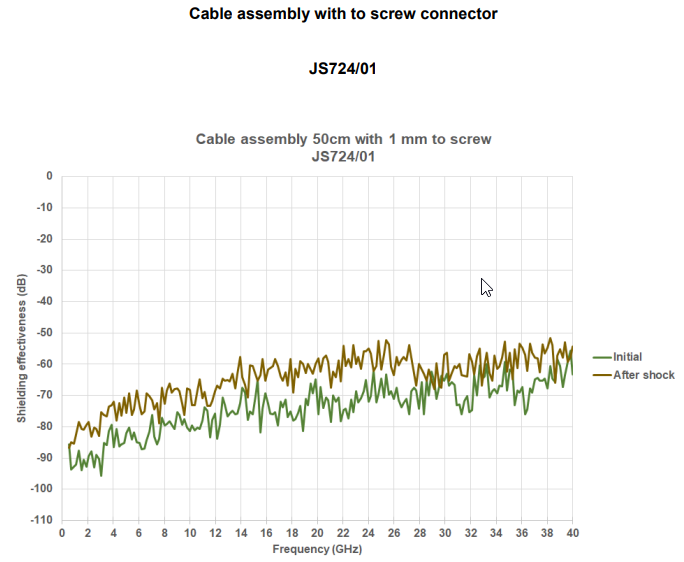 Cable assembly with to screw connector
JS724/01
Cable assembly 50cm with 1 mm to screw
JS724/01
0
-10
-20
-30
-40
-50
-60
-70
-80
-90
-100
-110
Shielding effectiveness (dB)
0 2 4 6 8 10 12 14 16 18 20 22 24 26 28 30 32 34 36 38 40
Frequency (GHz)
Initial
After shock